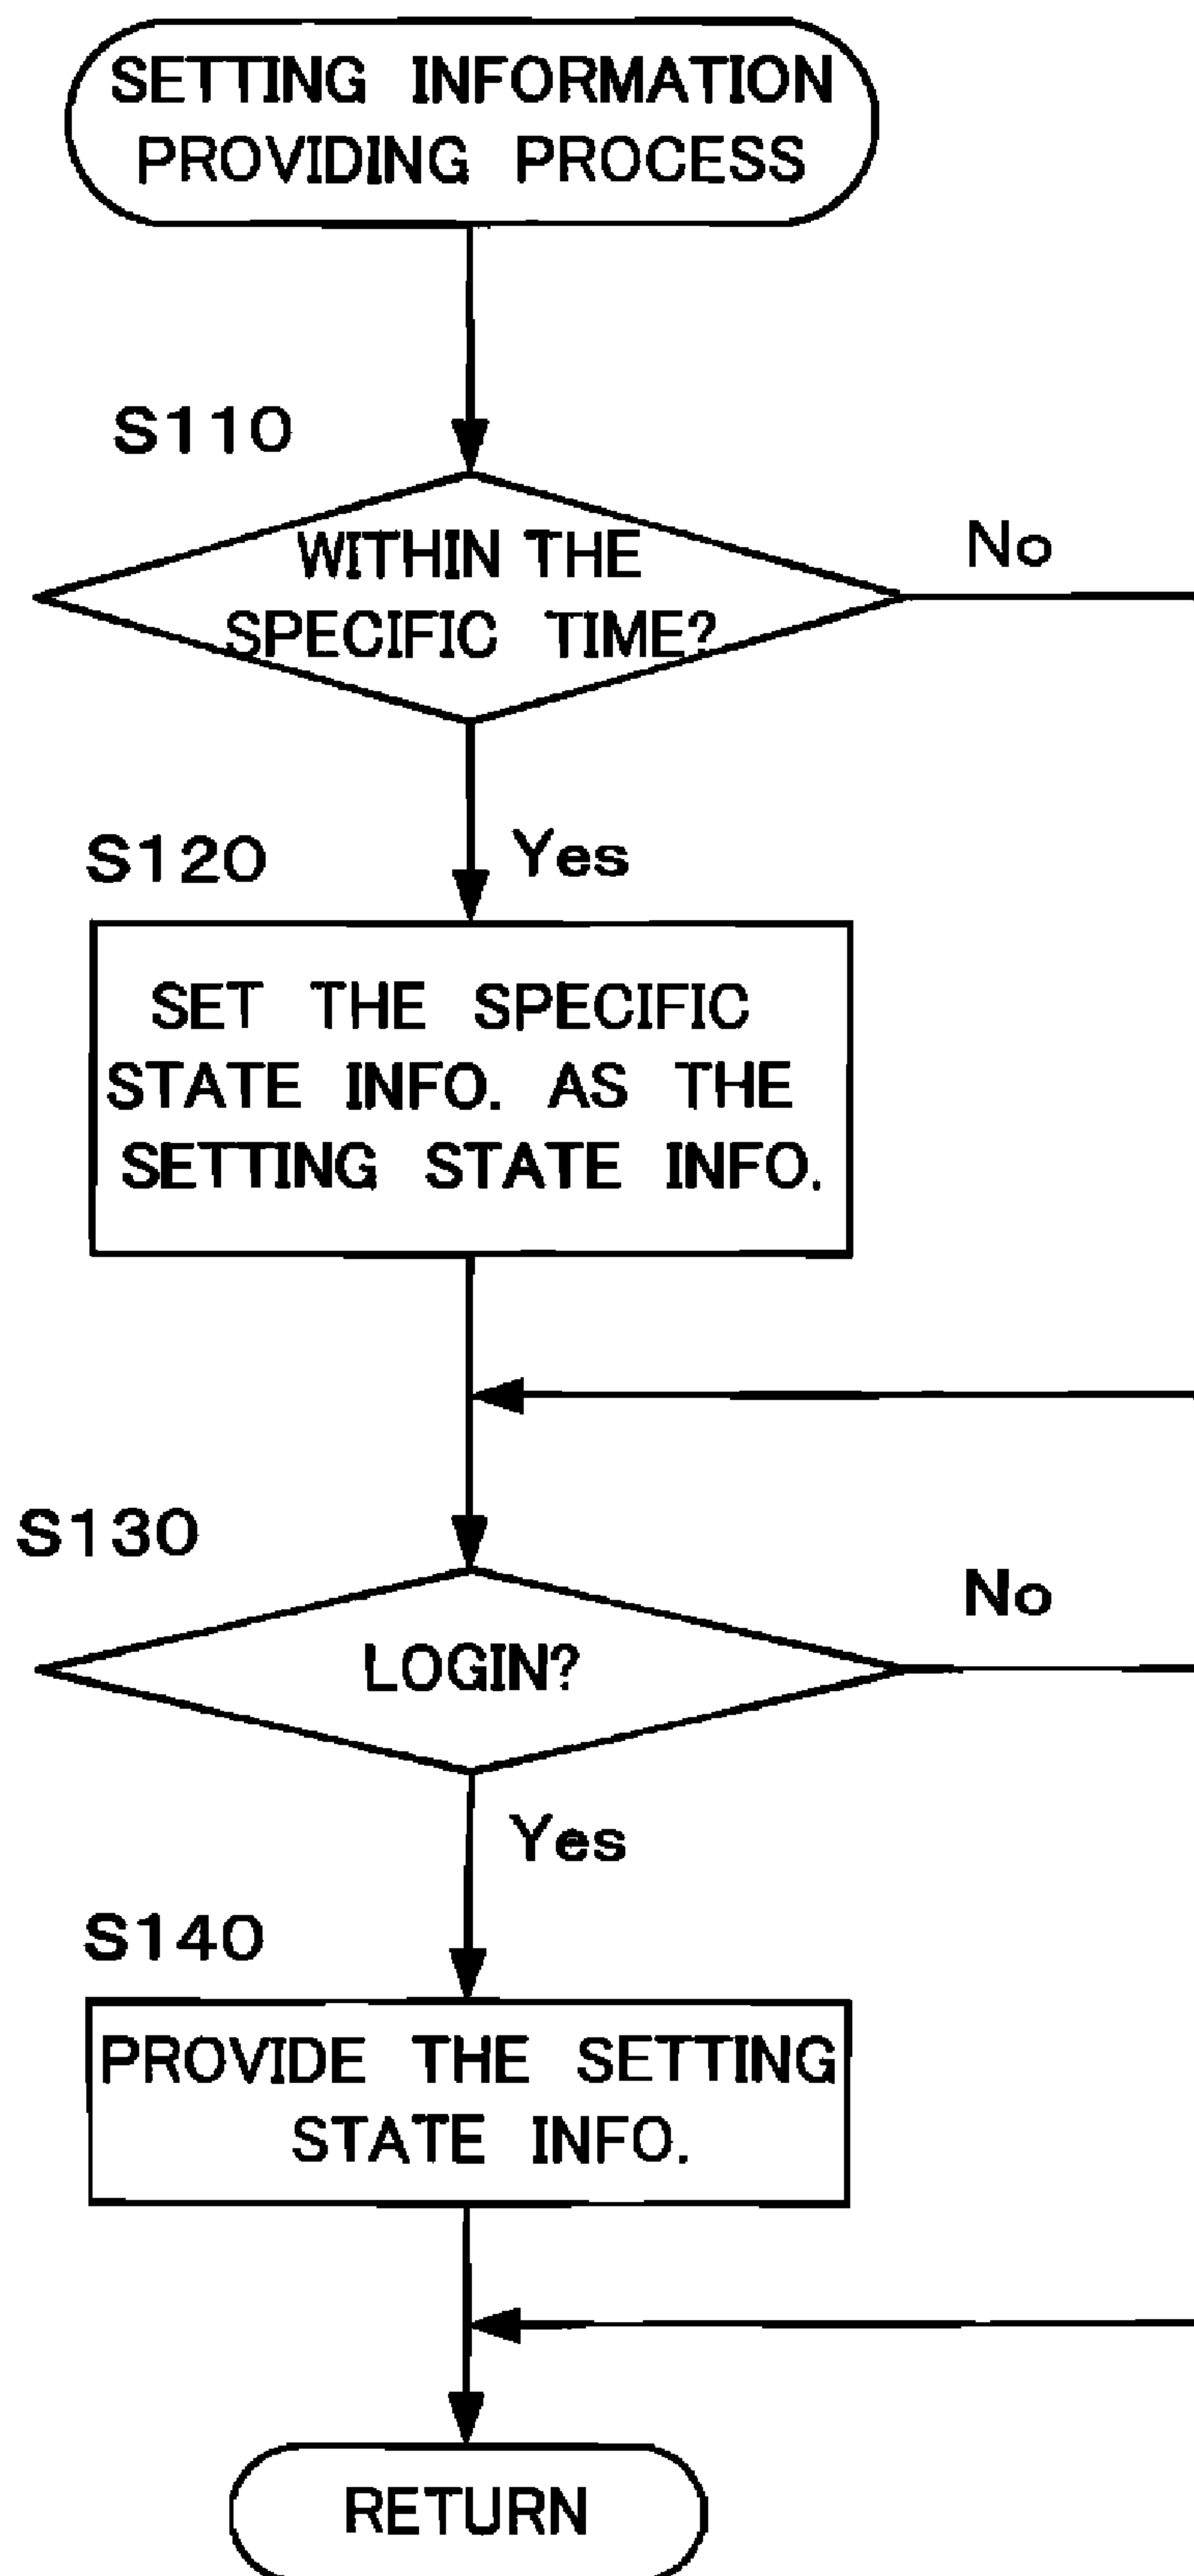 SETTING INFORMATION
PROVIDING PROCESS
S110
WITHIN THE
SPECIFIC TIME?
No
S120
Yes
SET THE SPECIFIC
STATE INFO. AS THE
SETTING STATE INFO.
S130
No
LOGIN?
Yes
S140
PROVIDE THE SETTING
STATE INFO.
RETURN